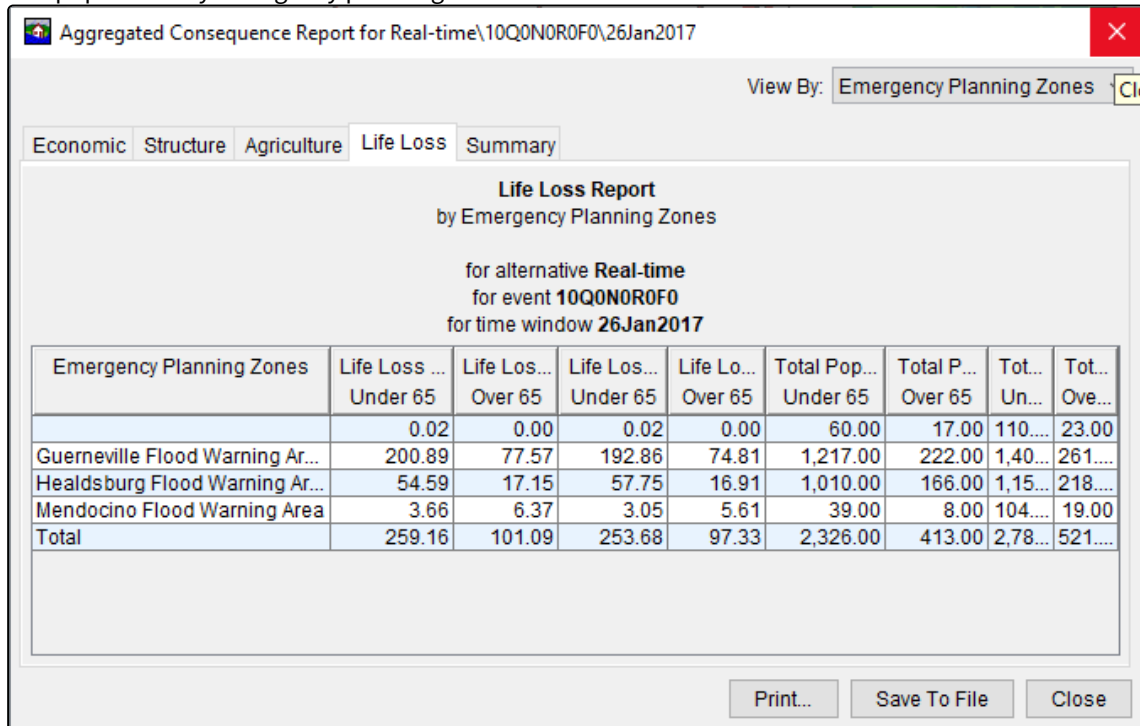 Aggregated Consequence Report for Real-time\10Q0N0R0F0\26Jan2017
View By: Emergency Planning Zones Cl
Economic Structure Agriculture Life Loss Summary
Life Loss Report
by Emergency Planning Zones
for alternative Real-time
for event 10Q0N0R0F0
for time window 26Jan2017
Emergency Planning Zones Life Loss ... Life Los... Life Los... Life Lo... Total Pop... Total P... Tot... Tot...
Under 65 Over 65 Under 65 Over 65 Under 65 Over 65 Un... Ove...
0.02 0.00 0.02 0.00 60.00 17.00 110.... 23.00
Guerneville Flood Warning Ar... 200.89 77.57 192.86 74.81 1,217.00 222.00 1,40... 261....
Healdsburg Flood Warning Ar... 54.59 17.15 57.75 16.91 1,010.00 166.00 1,15... 218....
Mendocino Flood Warning Area 3.66 6.37 3.05 5.61 39.00 8.00 104.... 19.00
Total 259.16 101.09 253.68 97.33 2,326.00 413.00 2,78... 521....
Print... Save To File Close